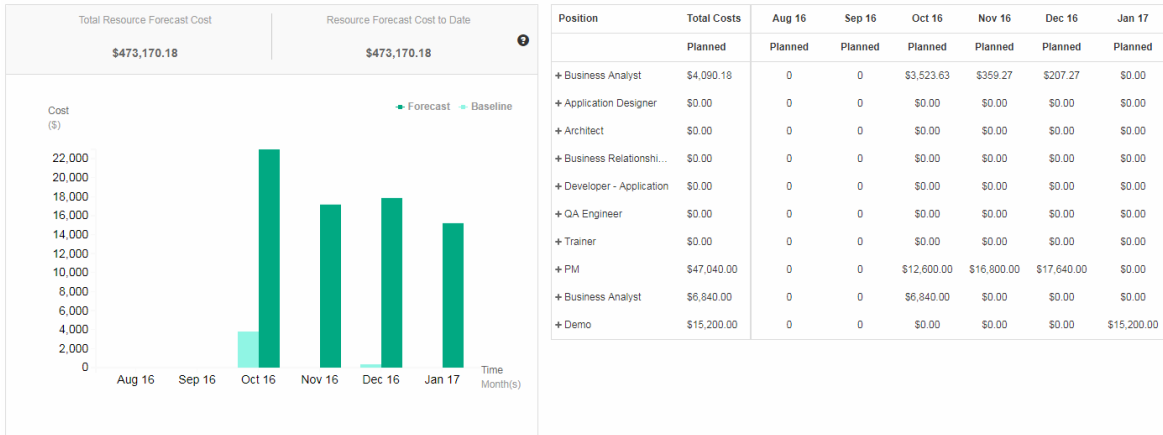 Total Resource Forecast Cost
$473,170.18
Resource Forecast Cost to Date
$473,170.18
?
Cost
($)
Forecast Baseline
22,000
20,000
18,000
16,000
14,000
12,000
10,000
8,000
6,000
4,000
2,000
0
Aug 16 Sep 16 Oct 16 Nov 16 Dec 16 Jan 17
Time
Month(s)
Position Total Costs Aug 16 Sep 16 Oct 16 Nov 16 Dec 16 Jan 17
Planned Planned Planned Planned Planned Planned Planned
+ Business Analyst $4,090.18 0 0 $3,523.63 $359.27 $207.27 $0.00
+ Application Designer $0.00 0 0 $0.00 $0.00 $0.00 $0.00
+ Architect $0.00 0 0 $0.00 $0.00 $0.00 $0.00
+ Business Relationshi... $0.00 0 0 $0.00 $0.00 $0.00 $0.00
+ Developer - Application $0.00 0 0 $0.00 $0.00 $0.00 $0.00
+ QA Engineer $0.00 0 0 $0.00 $0.00 $0.00 $0.00
+ Trainer $0.00 0 0 $0.00 $0.00 $0.00 $0.00
+ PM $47,040.00 0 0 $12,600.00 $16,800.00 $17,640.00 $0.00
+ Business Analyst $6,840.00 0 0 $6,840.00 $0.00 $0.00 $0.00
+ Demo $15,200.00 0 0 $0.00 $0.00 $0.00 $15,200.00